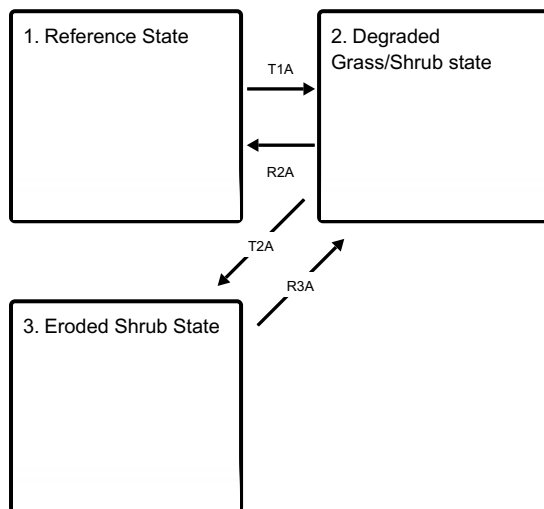 1. Reference State
2. Degraded
Grass/Shrub state
T1A
R2A
T2A
R3A
3. Eroded Shrub State